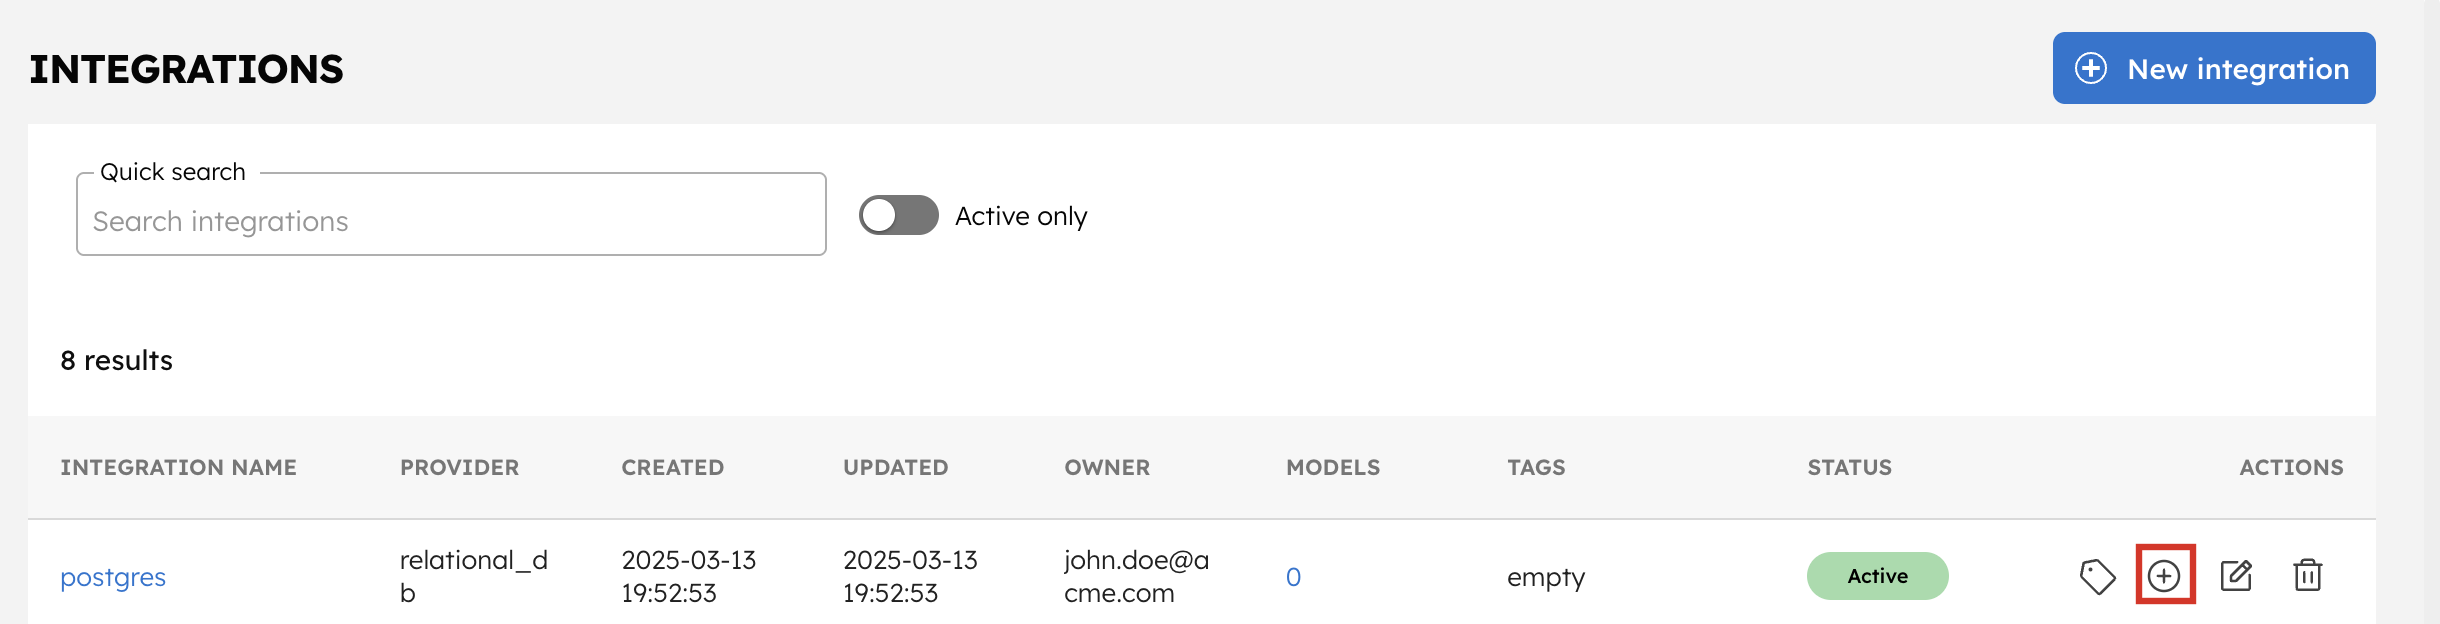 INTEGRATIONS
New integration
Quick search
Search integrations
Active only
8 results
INTEGRATION NAME PROVIDER CREATED UPDATED OWNER MODELS TAGS STATUS ACTIONS
postgres relational_d 2025-03-13 2025-03-13 john.doe@a 0 empty Active
b 19:52:53 19:52:53 cme.com